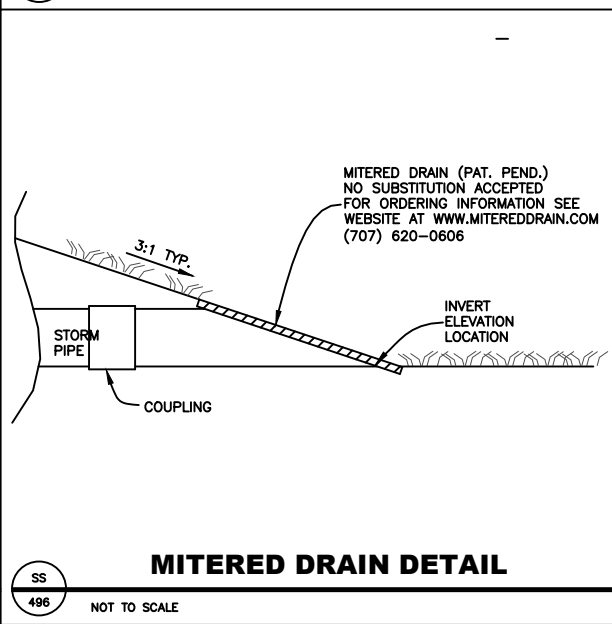 MITERED DRAIN (PAT. PEND.)
NO SUBSTITUTION ACCEPTED
FOR ORDERING INFORMATION SEE
WEBSITE AT WWW.MITEREDDRAIN.COM
(707) 620-0606
3:1 TYP.
INVERT
ELEVATION
LOCATION
STORM
PIPE
COUPLING
MITERED DRAIN DETAIL
SS
496
NOT TO SCALE